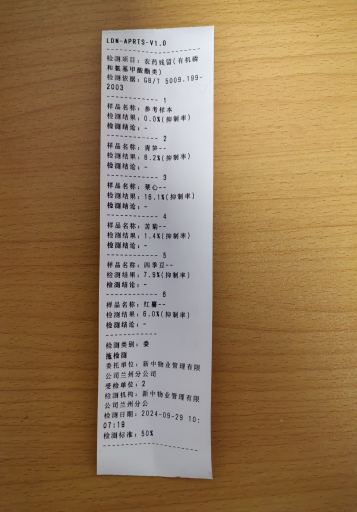 LDN-APRTS-V1.0
检测项目：农药残留(有机磷
和氨基甲酸酯类)
检测依据：GB/T 5009.199-
2003
------------ 1
样品名称：参考样本
检测结果：0.0%(抑制率)
检测结论：-
------------ 2
样品名称：青笋--
检测结果：8.2%(抑制率)
检测结论：-
------------ 3
样品名称：菜心--
检测结果：16.1%(抑制率)
检测结论：-
------------ 4
样品名称：苦菊--
检测结果：1.4%(抑制率)
检测结论：-
------------ 5
样品名称：四季豆--
检测结果：7.9%(抑制率)
检测结论：-
------------ 6
样品名称：红薯--
检测结果：6.0%(抑制率)
检测结论：-
------------
检测类别：委
拖检测
委托单位：新中物业管理有限
公司兰州分公司
受检单位：2
检测机构：新中物业管理有限
公司兰州分公
检测日期：2024-09-29 10:
07:19
检测标准：50%